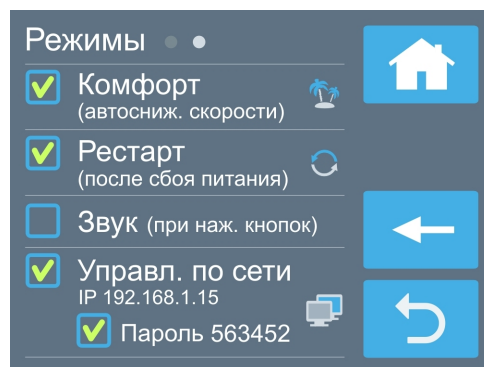 Режимы
Комфорт
(автосниж. скорости)
Рестарт
(после сбоя питания)
Звук (при наж. кнопок)
Управл. по сети
IP 192.168.1.15
Пароль 563452